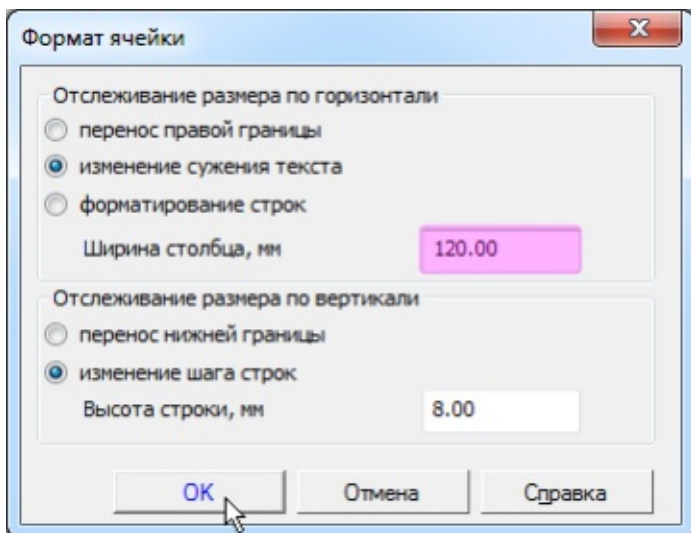 Формат ячейки
Отслеживание размера по горизонтали
перенос правой границы
изменение сужения текста
форматирование строк
Ширина столбца, мм 120.00
Отслеживание размера по вертикали
перенос нижней границы
изменение шага строк
Высота строки, мм 8.00
OK Отмена Справка